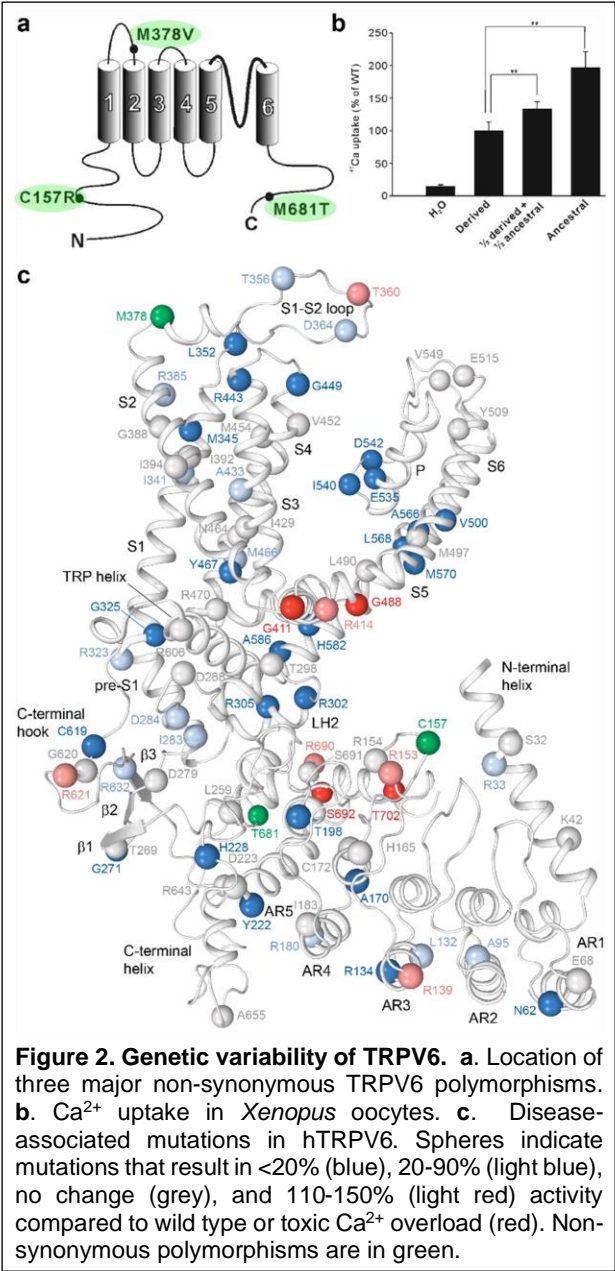 a
M378V
1 2 3 4 5 6
C157R
M681T
N
C
b
⁴⁵Ca uptake (% of WT)
250
200
150
100
50
0
**
**
H₂O
Derived
½ derived +
½ ancestral
Ancestral
c
T356
T360
S1-S2 loop
M378
D364
L352
V549
E515
S2
R385
R443
G449
Y509
G388
M454
V452
S4
M345
D542
P
S6
I394
I392
A433
I341
I540
E535
S3
A566
V500
N464
I429
L568
S1
M466
L490
M497
Y467
M570
TRP helix
R470
G488
S5
G411
R414
G325
A586
H582
R323
R606
T298
N-terminal
helix
pre-S1
D288
R305
R302
C-terminal
hook
D284
LH2
C157
C619
I283
S32
G620
β3
R690
R154
S691
R153
R33
R621
R632
D279
L259
β2
S692
T702
K42
β1
T269
T681
T198
H228
H165
G271
D223
C172
R643
AR5
A170
AR1
Y222
I183
L132
A95
C-terminal
helix
R180
AR4
R134
E68
AR3
R139
AR2
N62
A655
Figure 2. Genetic variability of TRPV6. a. Location of
three major non-synonymous TRPV6 polymorphisms.
b. Ca²⁺ uptake in Xenopus oocytes. c. Disease-
associated mutations in hTRPV6. Spheres indicate
mutations that result in <20% (blue), 20-90% (light blue),
no change (grey), and 110-150% (light red) activity
compared to wild type or toxic Ca²⁺ overload (red). Non-
synonymous polymorphisms are in green.